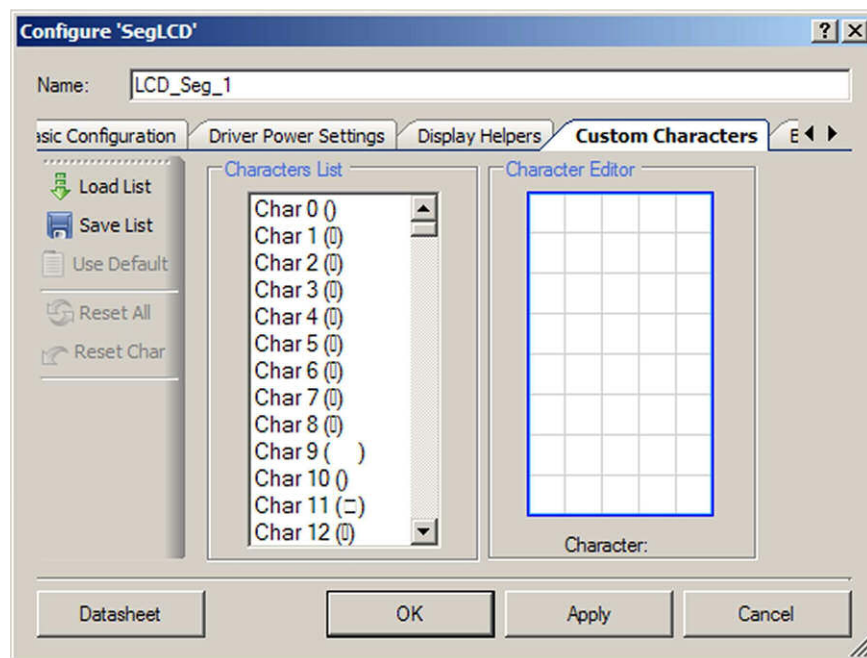 Configure 'SegLCD'
Name: LCD_Seg_1
asic Configuration Driver Power Settings Display Helpers Custom Characters E
Load List
Save List
Use Default
Reset All
Reset Char
Characters List
Char 0 ()
Char 1 (▯)
Char 2 (▯)
Char 3 (▯)
Char 4 (▯)
Char 5 (▯)
Char 6 (▯)
Char 7 (▯)
Char 8 (▯)
Char 9 (    )
Char 10 ()
Char 11 (□)
Char 12 (▯)
Character Editor
Character:
Datasheet OK Apply Cancel